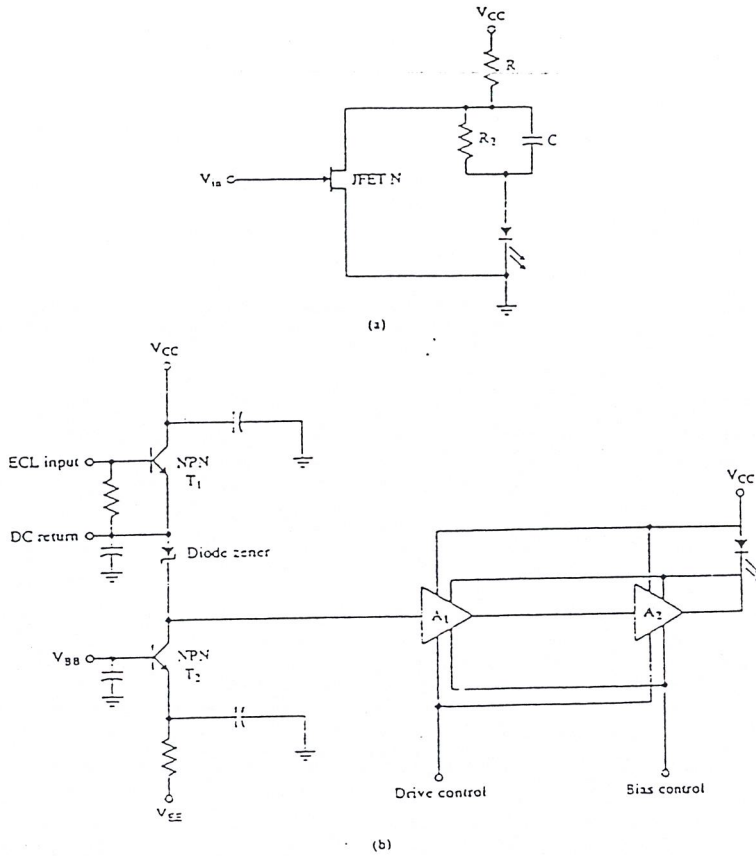 VCC
R
R2
C
Vin
JFET N
(a)
VCC
ECL input
NPN
T1
DC return
Diode zener
VCC
A1
A2
VBB
NPN
T2
VEE
Drive control
Bias control
(b)